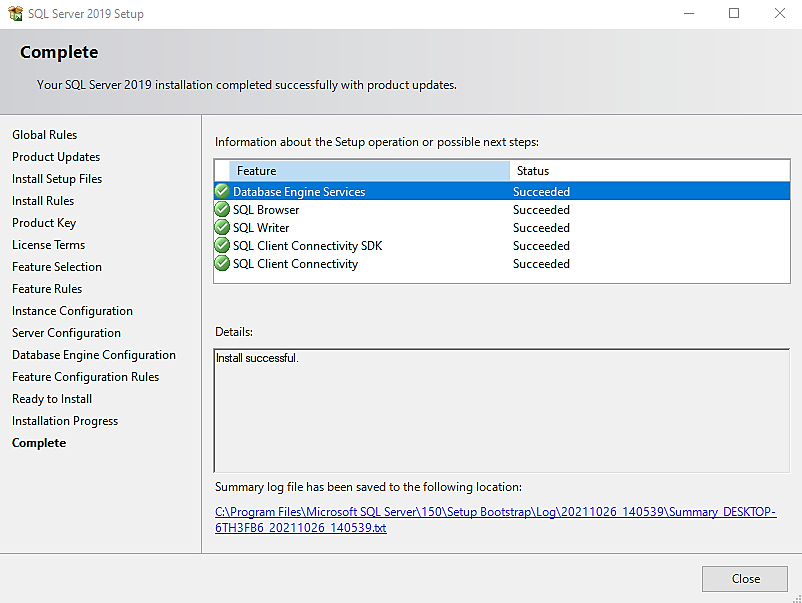 SQL Server 2019 Setup
Complete
Your SQL Server 2019 installation completed successfully with product updates.
Global Rules
Product Updates
Install Setup Files
Install Rules
Product Key
License Terms
Feature Selection
Feature Rules
Instance Configuration
Server Configuration
Database Engine Configuration
Feature Configuration Rules
Ready to Install
Installation Progress
Complete
Information about the Setup operation or possible next steps:
Feature Status
Database Engine Services Succeeded
SQL Browser Succeeded
SQL Writer Succeeded
SQL Client Connectivity SDK Succeeded
SQL Client Connectivity Succeeded
Details:
Install successful.
Summary log file has been saved to the following location:
C:\Program Files\Microsoft SQL Server\150\Setup Bootstrap\Log\20211026_140539\Summary_DESKTOP-
6TH3FB6_20211026_140539.txt
Close